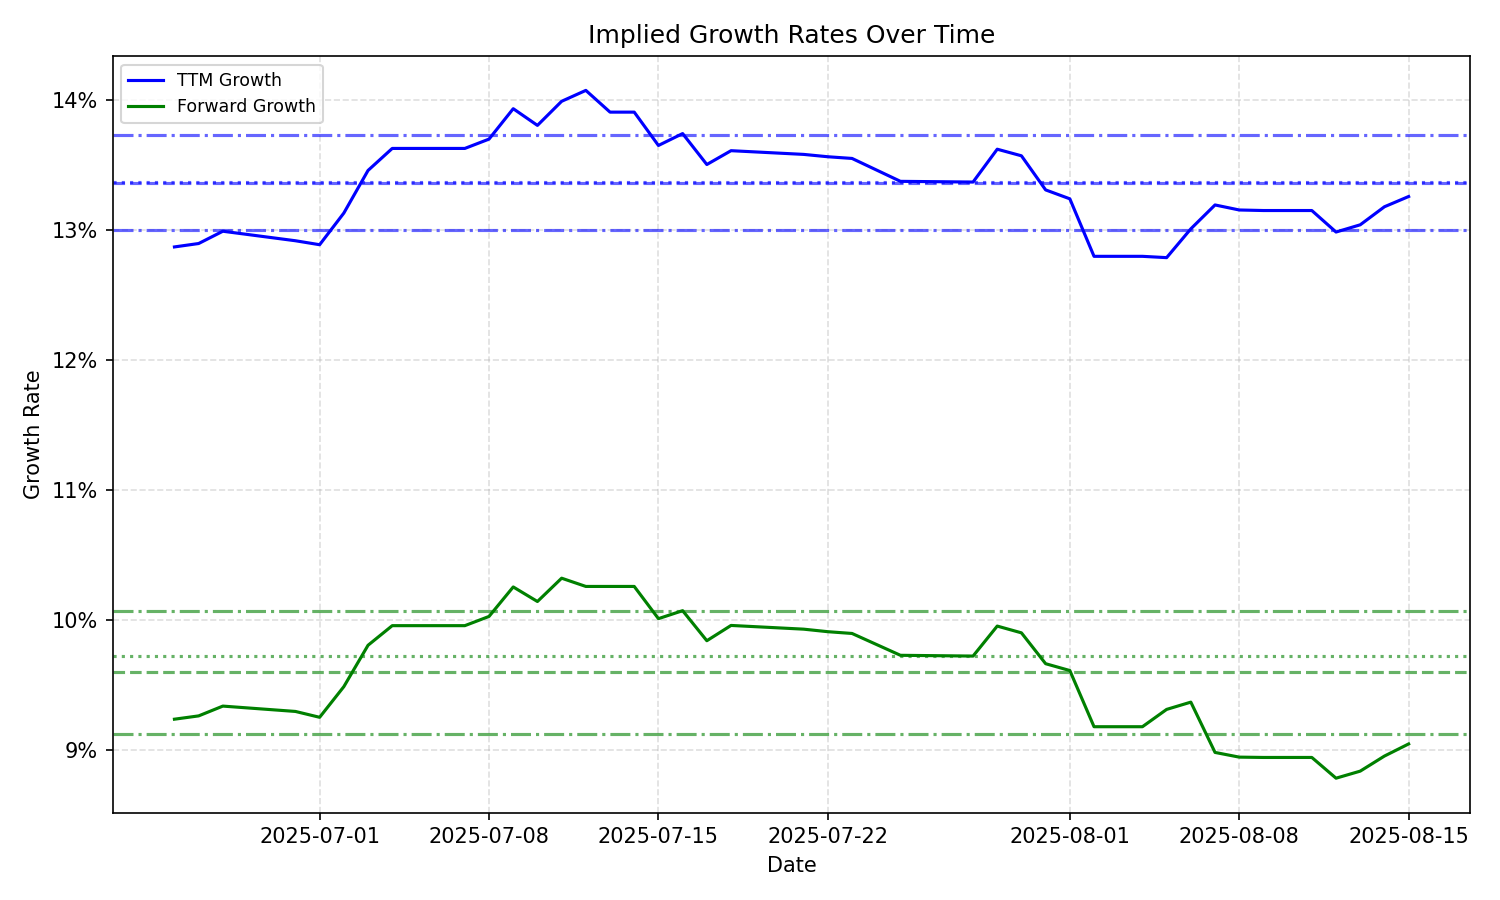 Implied Growth Rates Over Time
TTM Growth
Forward Growth
14%
13%
12%
11%
10%
9%
Growth Rate
2025-07-01
2025-07-08
2025-07-15
2025-07-22
2025-08-01
2025-08-08
2025-08-15
Date